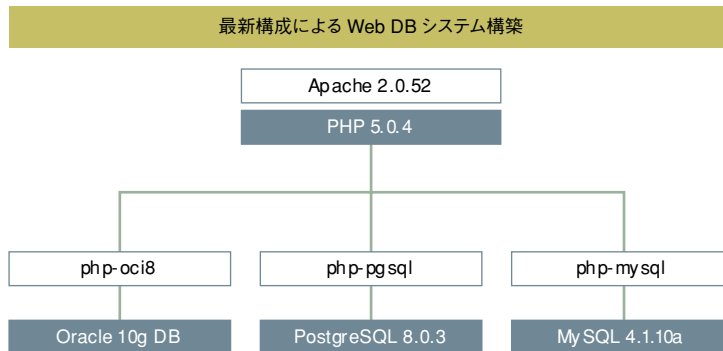 最新構成による Web DB システム構築
Apache 2.0.52
PHP 5.0.4
php-oci8
php-pgsql
php-mysql
Oracle 10g DB
PostgreSQL 8.0.3
MySQL 4.1.10a